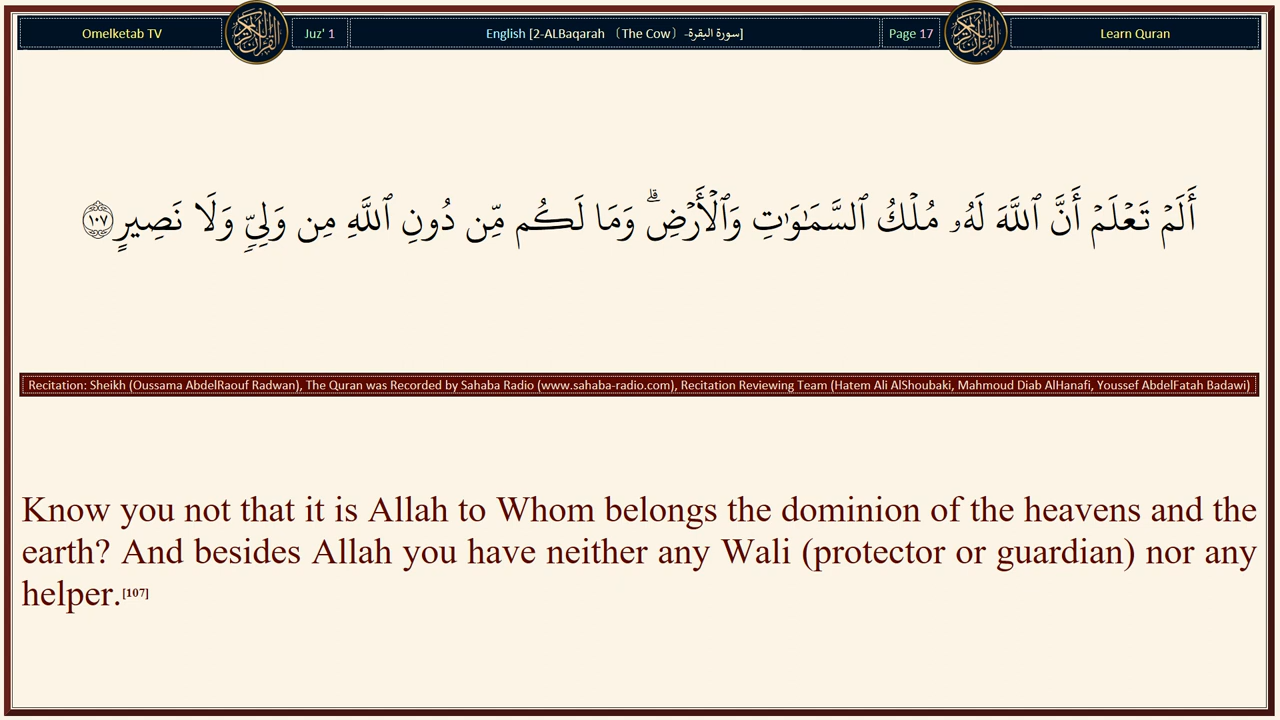 Omelketab TV
Juz' 1
English [2-ALBaqarah （The Cow） -سورة البقرة]
Page 17
Learn Quran
أَلَمۡ تَعۡلَمۡ أَنَّ ٱللَّهَ لَهُۥ مُلۡكُ ٱلسَّمَٰوَٰتِ وَٱلۡأَرۡضِۗ وَمَا لَكُم مِّن دُونِ ٱللَّهِ مِن وَلِيّٖ وَلَا نَصِيرٍ ١٠٧
Recitation: Sheikh (Oussama AbdelRaouf Radwan), The Quran was Recorded by Sahaba Radio (www.sahaba-radio.com), Recitation Reviewing Team (Hatem Ali AlShoubaki, Mahmoud Diab AlHanafi, Youssef AbdelFatah Badawi)
Know you not that it is Allah to Whom belongs the dominion of the heavens and the
earth? And besides Allah you have neither any Wali (protector or guardian) nor any
helper.[107]